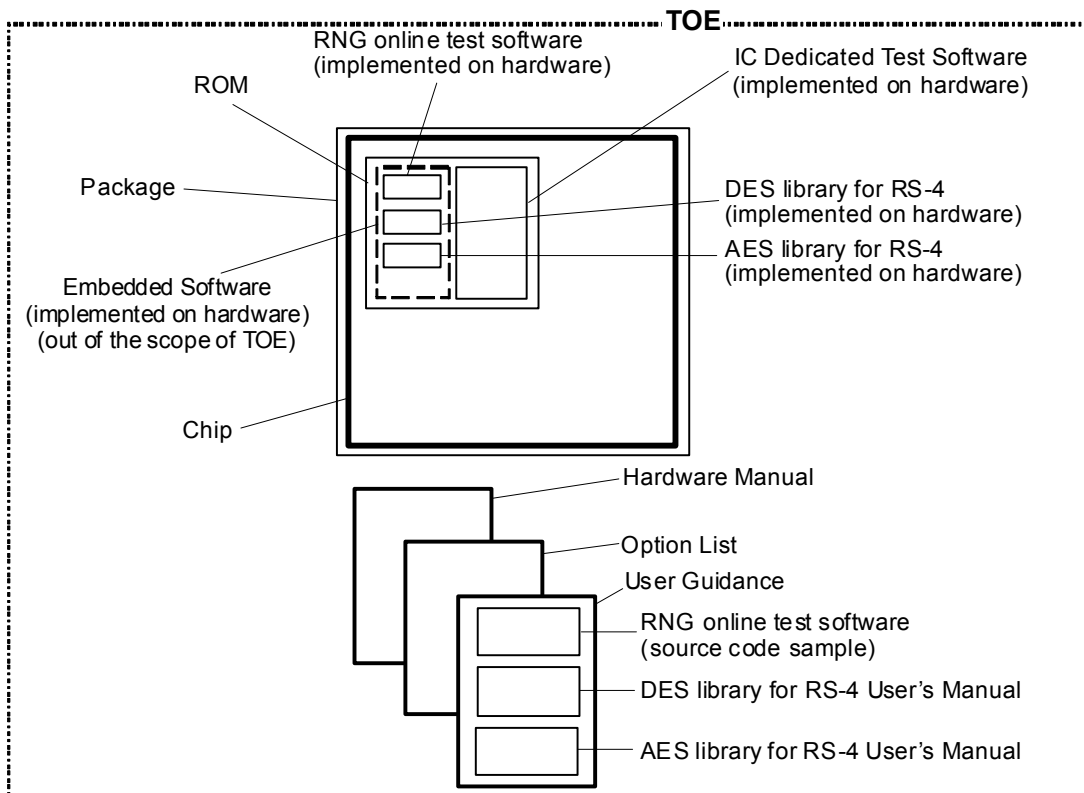 TOE
RNG online test software
(implemented on hardware)
IC Dedicated Test Software
(implemented on hardware)
ROM
Package
DES library for RS-4
(implemented on hardware)
AES library for RS-4
(implemented on hardware)
Embedded Software
(implemented on hardware)
(out of the scope of TOE)
Chip
Hardware Manual
Option List
User Guidance
RNG online test software
(source code sample)
DES library for RS-4 User's Manual
AES library for RS-4 User's Manual